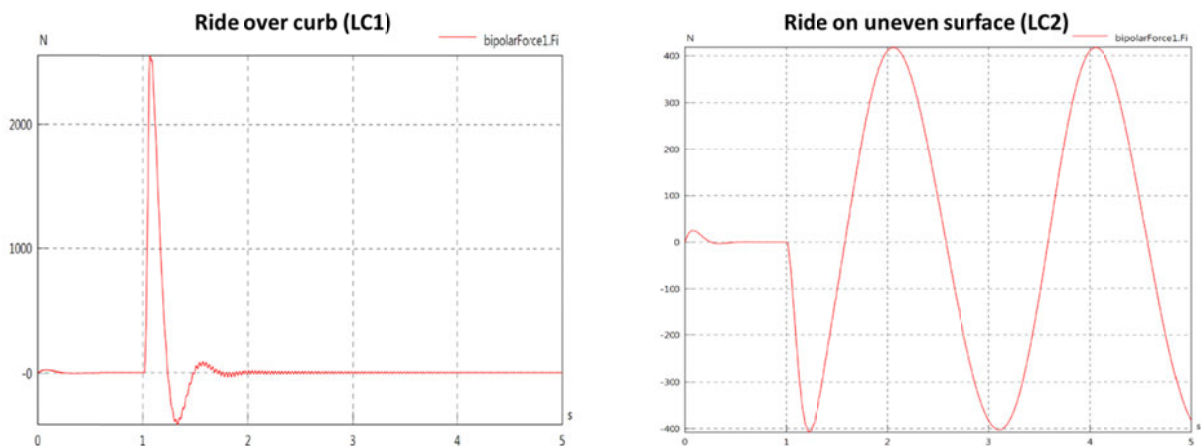 Ride over curb (LC1)
N
bipolarForce1.Fi
2000
1000
-0
s
0 1 2 3 4 5
Ride on uneven surface (LC2)
N
bipolarForce1.Fi
400
300
200
100
0
-100
-200
-300
-400
s
0 1 2 3 4 5